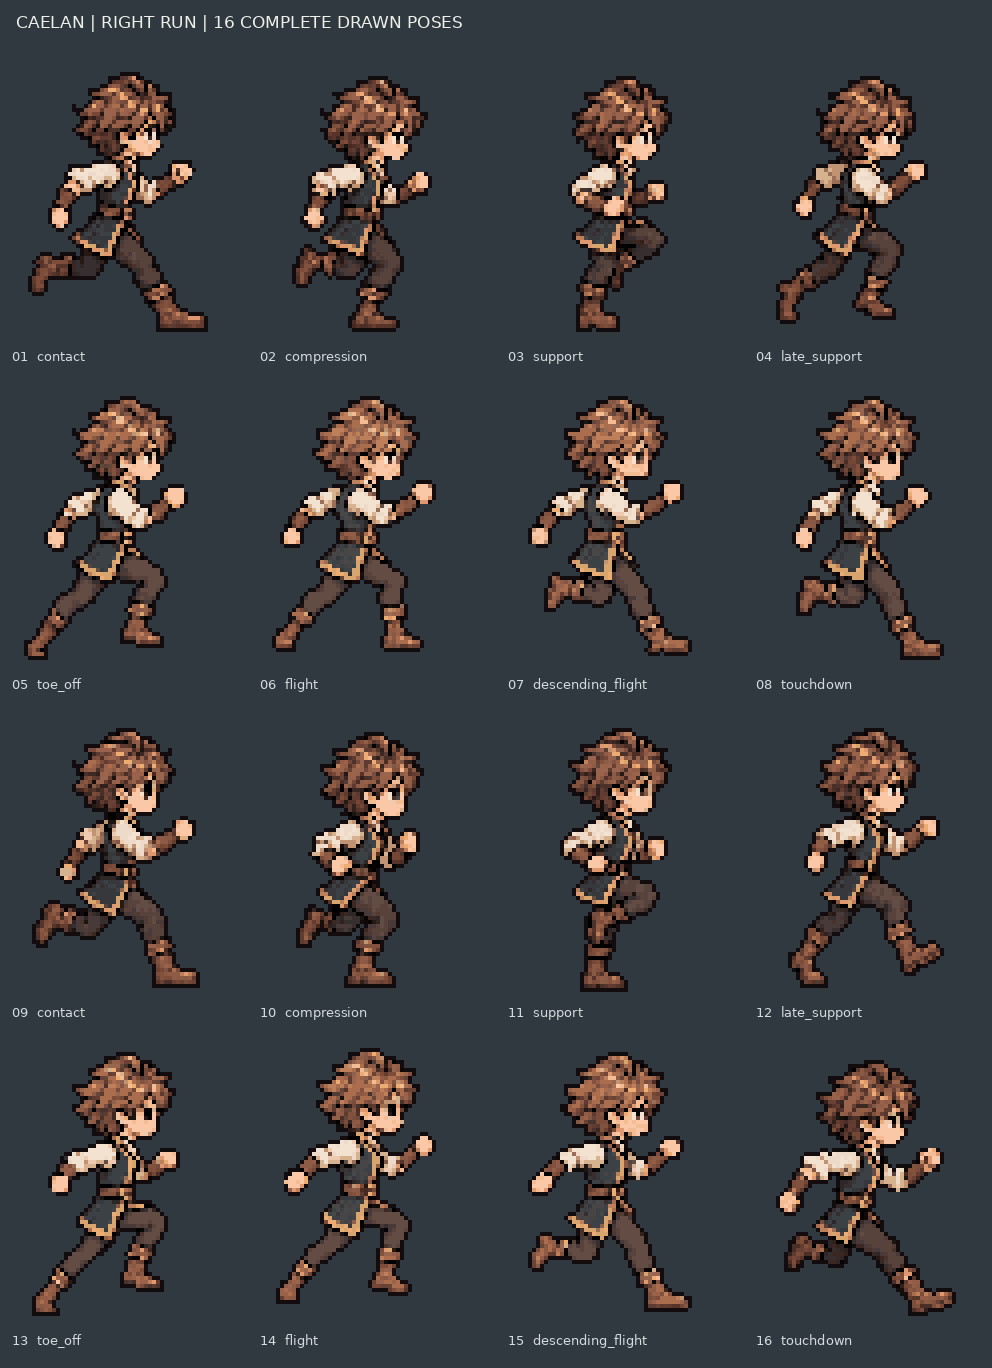 CAELAN | RIGHT RUN | 16 COMPLETE DRAWN POSES
01 contact
02 compression
03 support
04 late_support
05 toe_off
06 flight
07 descending_flight
08 touchdown
09 contact
10 compression
11 support
12 late_support
13 toe_off
14 flight
15 descending_flight
16 touchdown